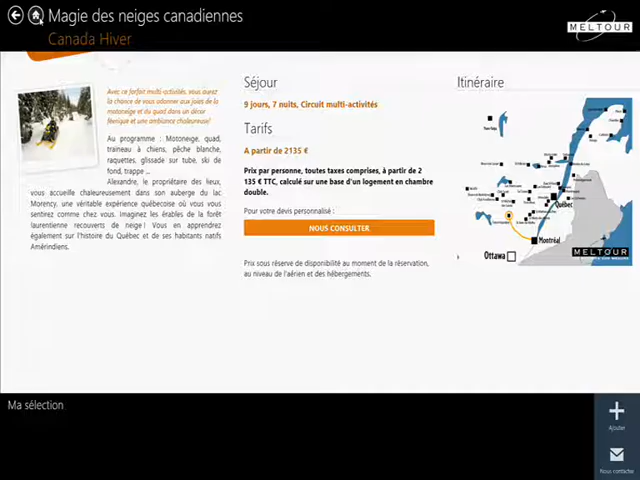 Magie des neiges canadiennes
Canada Hiver
MELTOUR
Avec ce forfait multi-activités, vous aurez
la chance de vous adonner aux joies de la
motoneige et du quad dans un décor
féerique et une ambiance chaleureuse!
Au programme : Motoneige, quad,
traineau à chiens, pêche blanche,
raquettes, glissade sur tube, ski de
fond, trappe ...
Alexandre, le propriétaire des lieux,
vous accueille chaleureusement dans son auberge du lac
Morency, une véritable expérience québécoise où vous vous
sentirez comme chez vous. Imaginez les érables de la forêt
laurentienne recouverts de neige ! Vous en apprendrez
également sur l'histoire du Québec et de ses habitants natifs
Amérindiens.
Séjour
9 jours, 7 nuits, Circuit multi-activités
Tarifs
A partir de 2135 €
Prix par personne, toutes taxes comprises, à partir de 2
135 € TTC, calculé sur une base d'un logement en chambre
double.
Pour votre devis personnalisé :
NOUS CONSULTER
Prix sous réserve de disponibilité au moment de la réservation,
au niveau de l'aérien et des hébergements.
Itinéraire
Québec
Montréal
Ottawa
MELTOUR
Ma sélection
Ajouter
Nous contacter